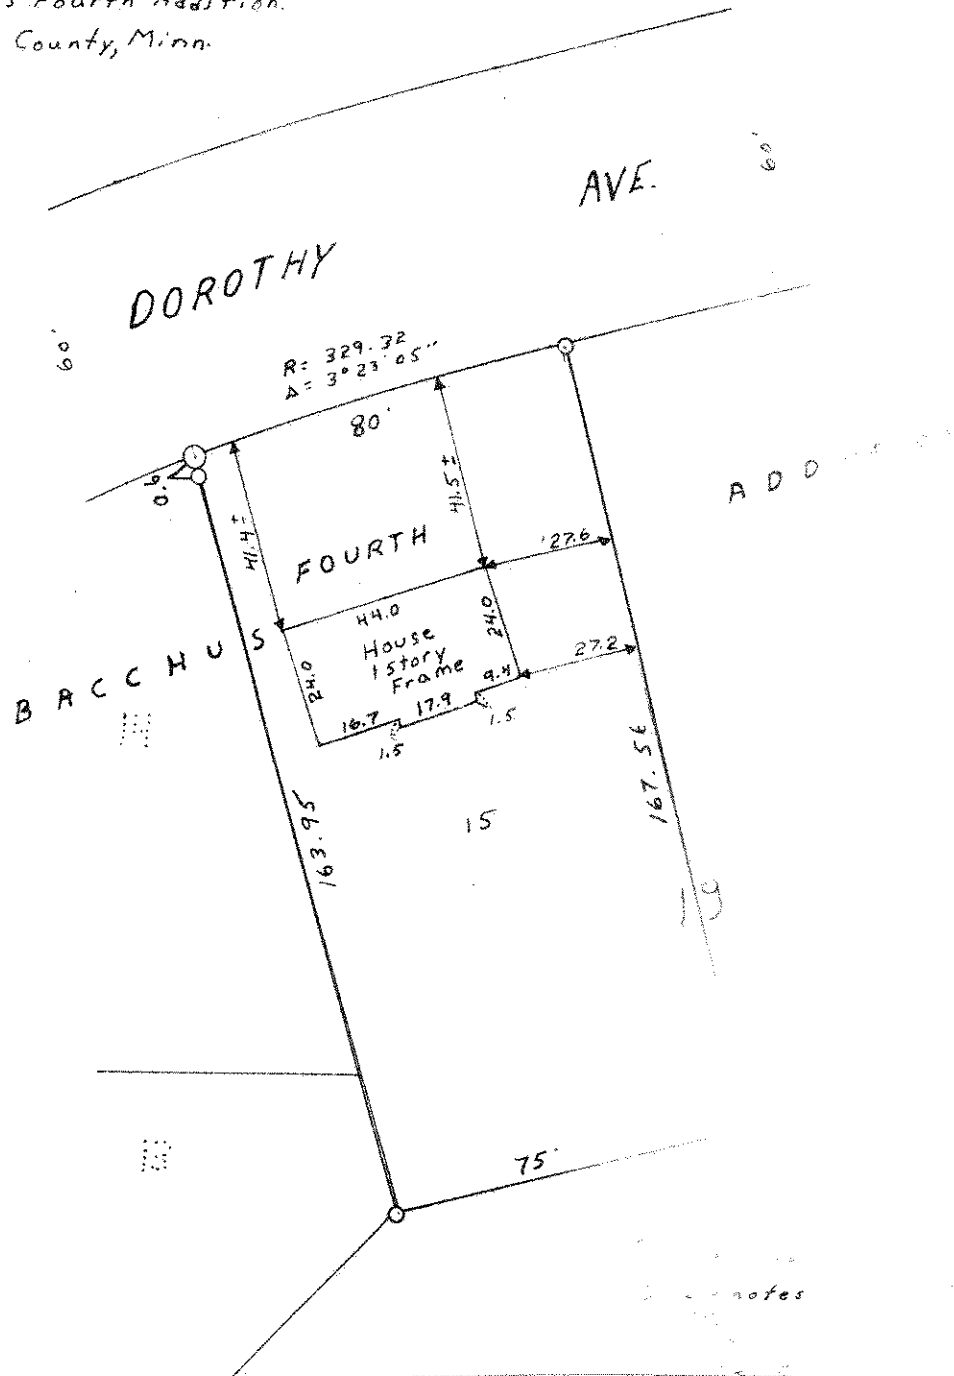 s Fourth Addition.
County, Minn.
AVE.
60'
DOROTHY
60'
R= 329.32
Δ= 3°23'05"
80'
0.6
41.4±
41.5±
ADD
FOURTH
27.6
44.0
24.0
House
1 Story
Frame
24.0
27.2
BACCHUS
9.4
17.9
16.7
1.5
1.5
14
167.56
163.95
15
19
75'
notes